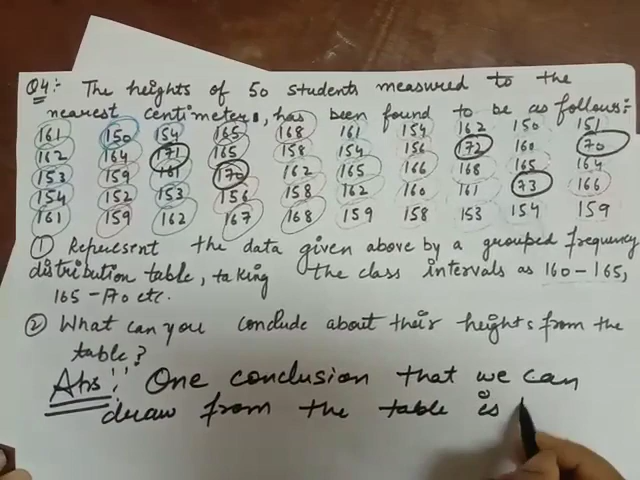 Q4:- The heights of 50 students measured to the
nearest centimeter, has been found to be as follows:-
161 150 154 165 168 161 154 162 150 151
162 164 171 165 158 154 156 172 160 70
153 159 161 170 162 165 166 168 165 164
154 152 153 156 158 162 160 161 73 166
161 159 162 167 168 159 158 153 154 159
① Represent the data given above by a grouped frequency
distribution table, taking the class intervals as 160-165,
165-170 etc.
② What can you conclude about their heights from the
table?
Ans:- One conclusion that we can
draw from the table is